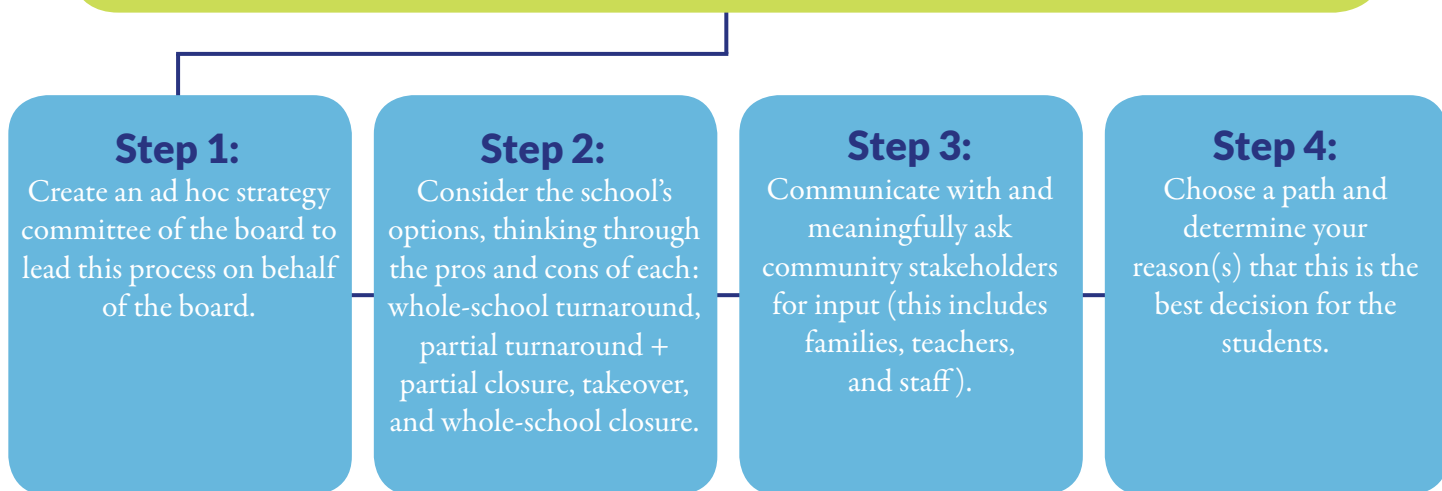 Step 1:
Create an ad hoc strategy
committee of the board to
lead this process on behalf
of the board.
Step 2:
Consider the school's
options, thinking through
the pros and cons of each:
whole-school turnaround,
partial turnaround +
partial closure, takeover,
and whole-school closure.
Step 3:
Communicate with and
meaningfully ask
community stakeholders
for input (this includes
families, teachers,
and staff).
Step 4:
Choose a path and
determine your
reason(s) that this is the
best decision for the
students.